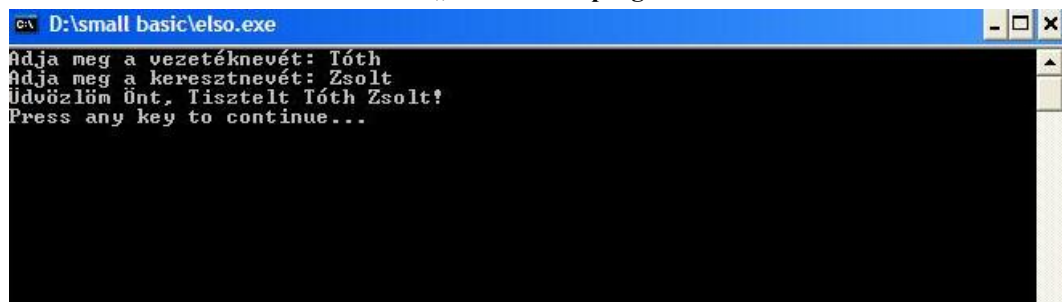 „ prog
D:\small basic\elso.exe
Adja meg a vezetéknevét: Tóth
Adja meg a keresztnevét: Zsolt
Üdvözlöm Önt, Tisztelt Tóth Zsolt!
Press any key to continue...